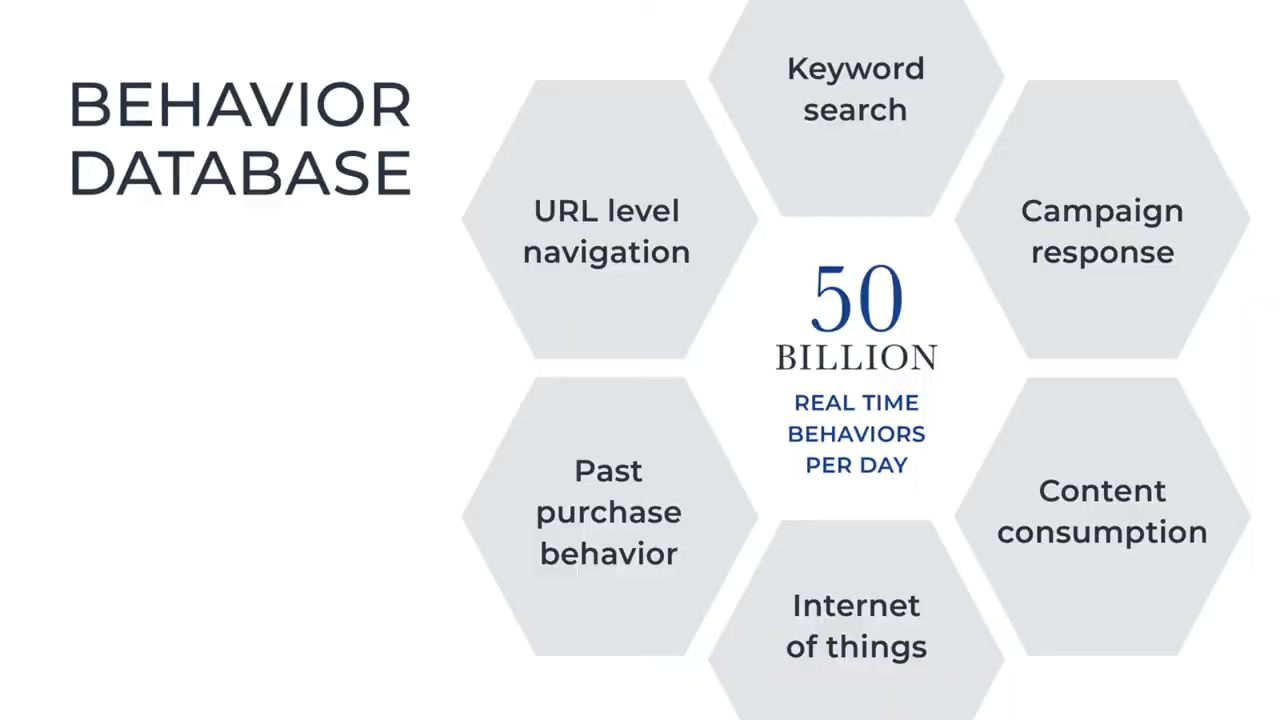 BEHAVIOR
DATABASE
Keyword
search
URL level
navigation
Campaign
response
50
BILLION
REAL TIME
BEHAVIORS
PER DAY
Past
purchase
behavior
Content
consumption
Internet
of things